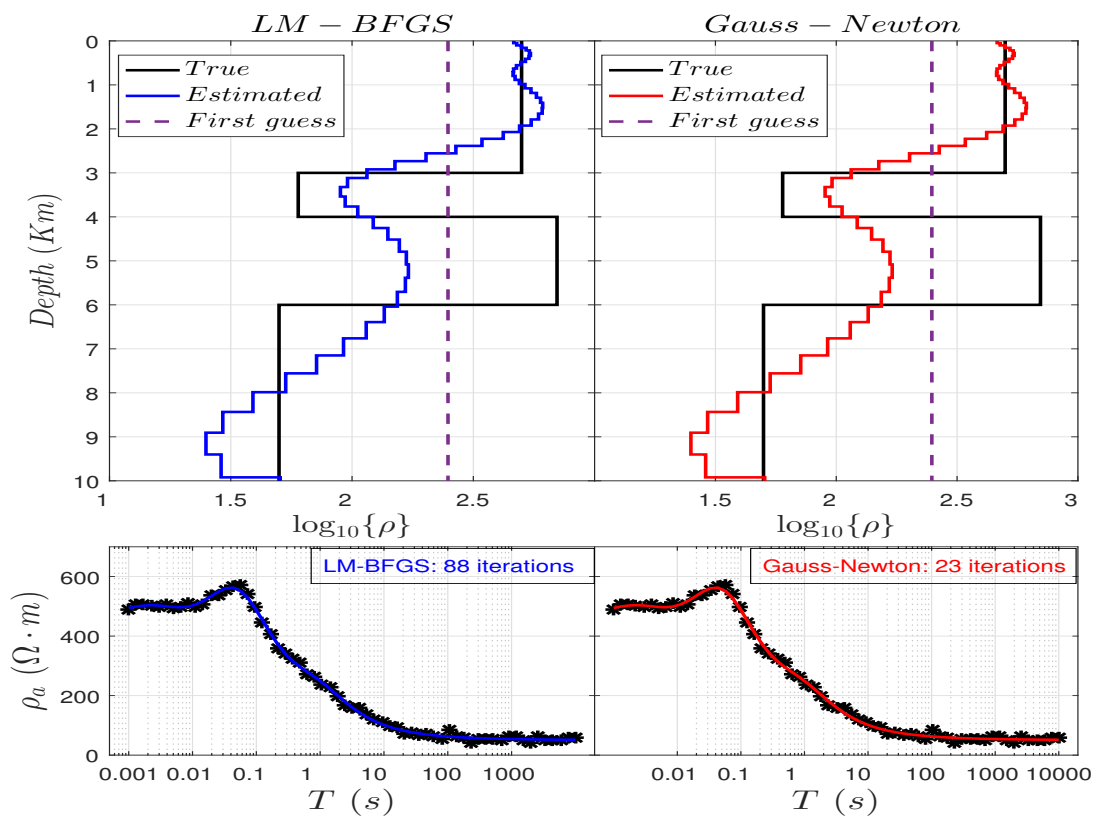 LM − BFGS
Gauss − Newton
True
Estimated
First guess
True
Estimated
First guess
0
1
2
3
4
5
6
7
8
9
10
Depth (Km)
1
1.5
2
2.5
1.5
2
2.5
3
log₁₀{ρ}
log₁₀{ρ}
LM-BFGS: 88 iterations
Gauss-Newton: 23 iterations
600
400
200
0
ρₐ (Ω · m)
0.001
0.01
0.1
1
10
100
1000
0.01
0.1
1
10
100
1000
10000
T (s)
T (s)